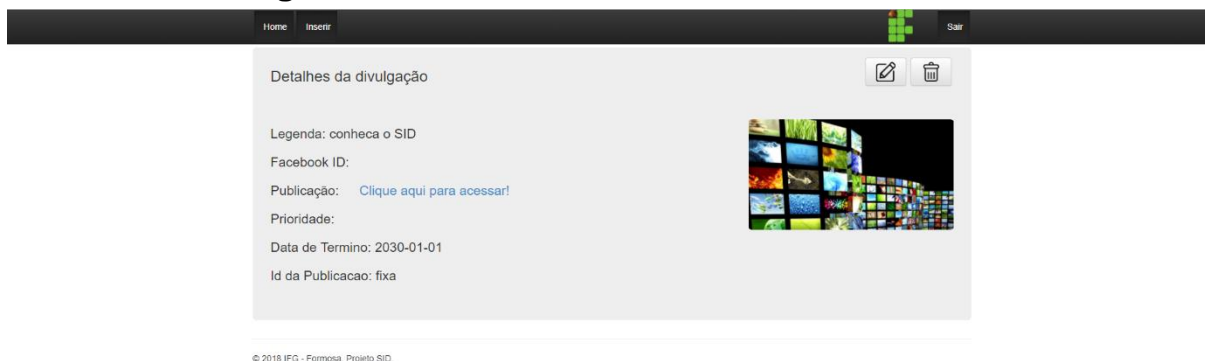 Home Inserir Sair
Detalhes da divulgação
Legenda: conheca o SID
Facebook ID:
Publicação: Clique aqui para acessar!
Prioridade:
Data de Termino: 2030-01-01
Id da Publicacao: fixa
© 2018 IFG - Formosa. Projeto SID.